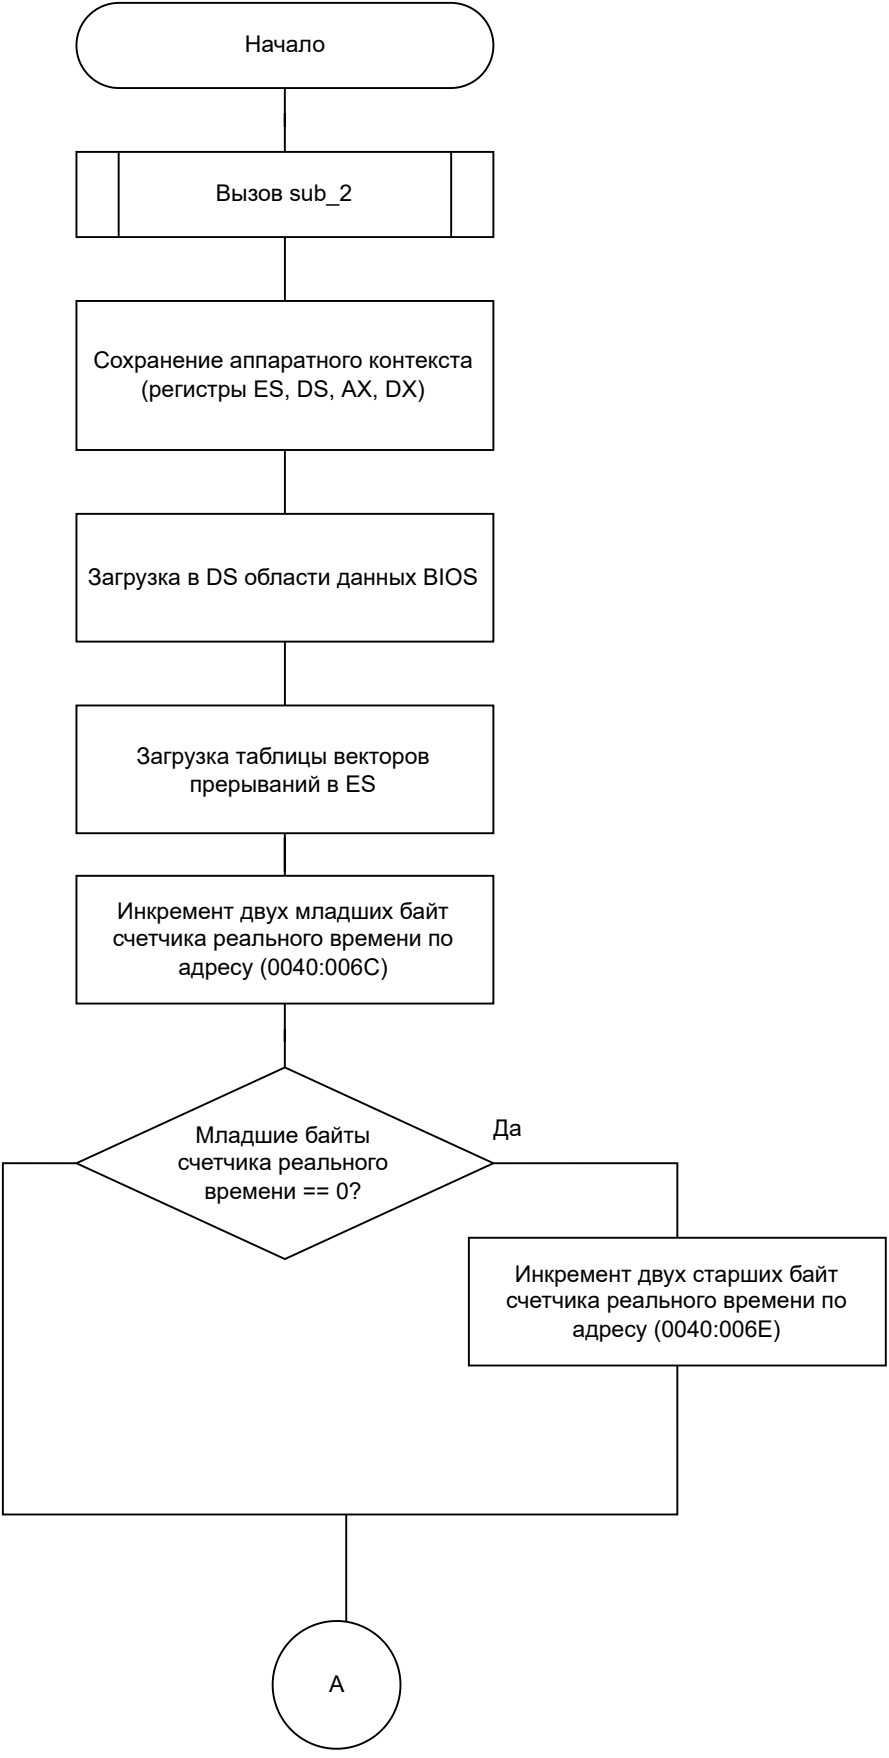 Начало
Вызов sub_2
Сохранение аппаратного контекста
(регистры ES, DS, AX, DX)
Загрузка в DS области данных BIOS
Загрузка таблицы векторов
прерываний в ES
Инкремент двух младших байт
счетчика реального времени по
адресу (0040:006C)
Да
Младшие байты
счетчика реального
времени == 0?
Инкремент двух старших байт
счетчика реального времени по
адресу (0040:006E)
A